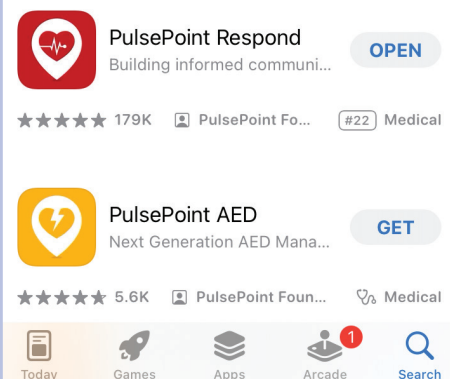 PulsePoint Respond
Building informed communi...
OPEN
179K
PulsePoint Fo...
#22
Medical
PulsePoint AED
Next Generation AED Mana...
GET
5.6K
PulsePoint Foun...
Medical
1
Today
Games
Apps
Arcade
Search